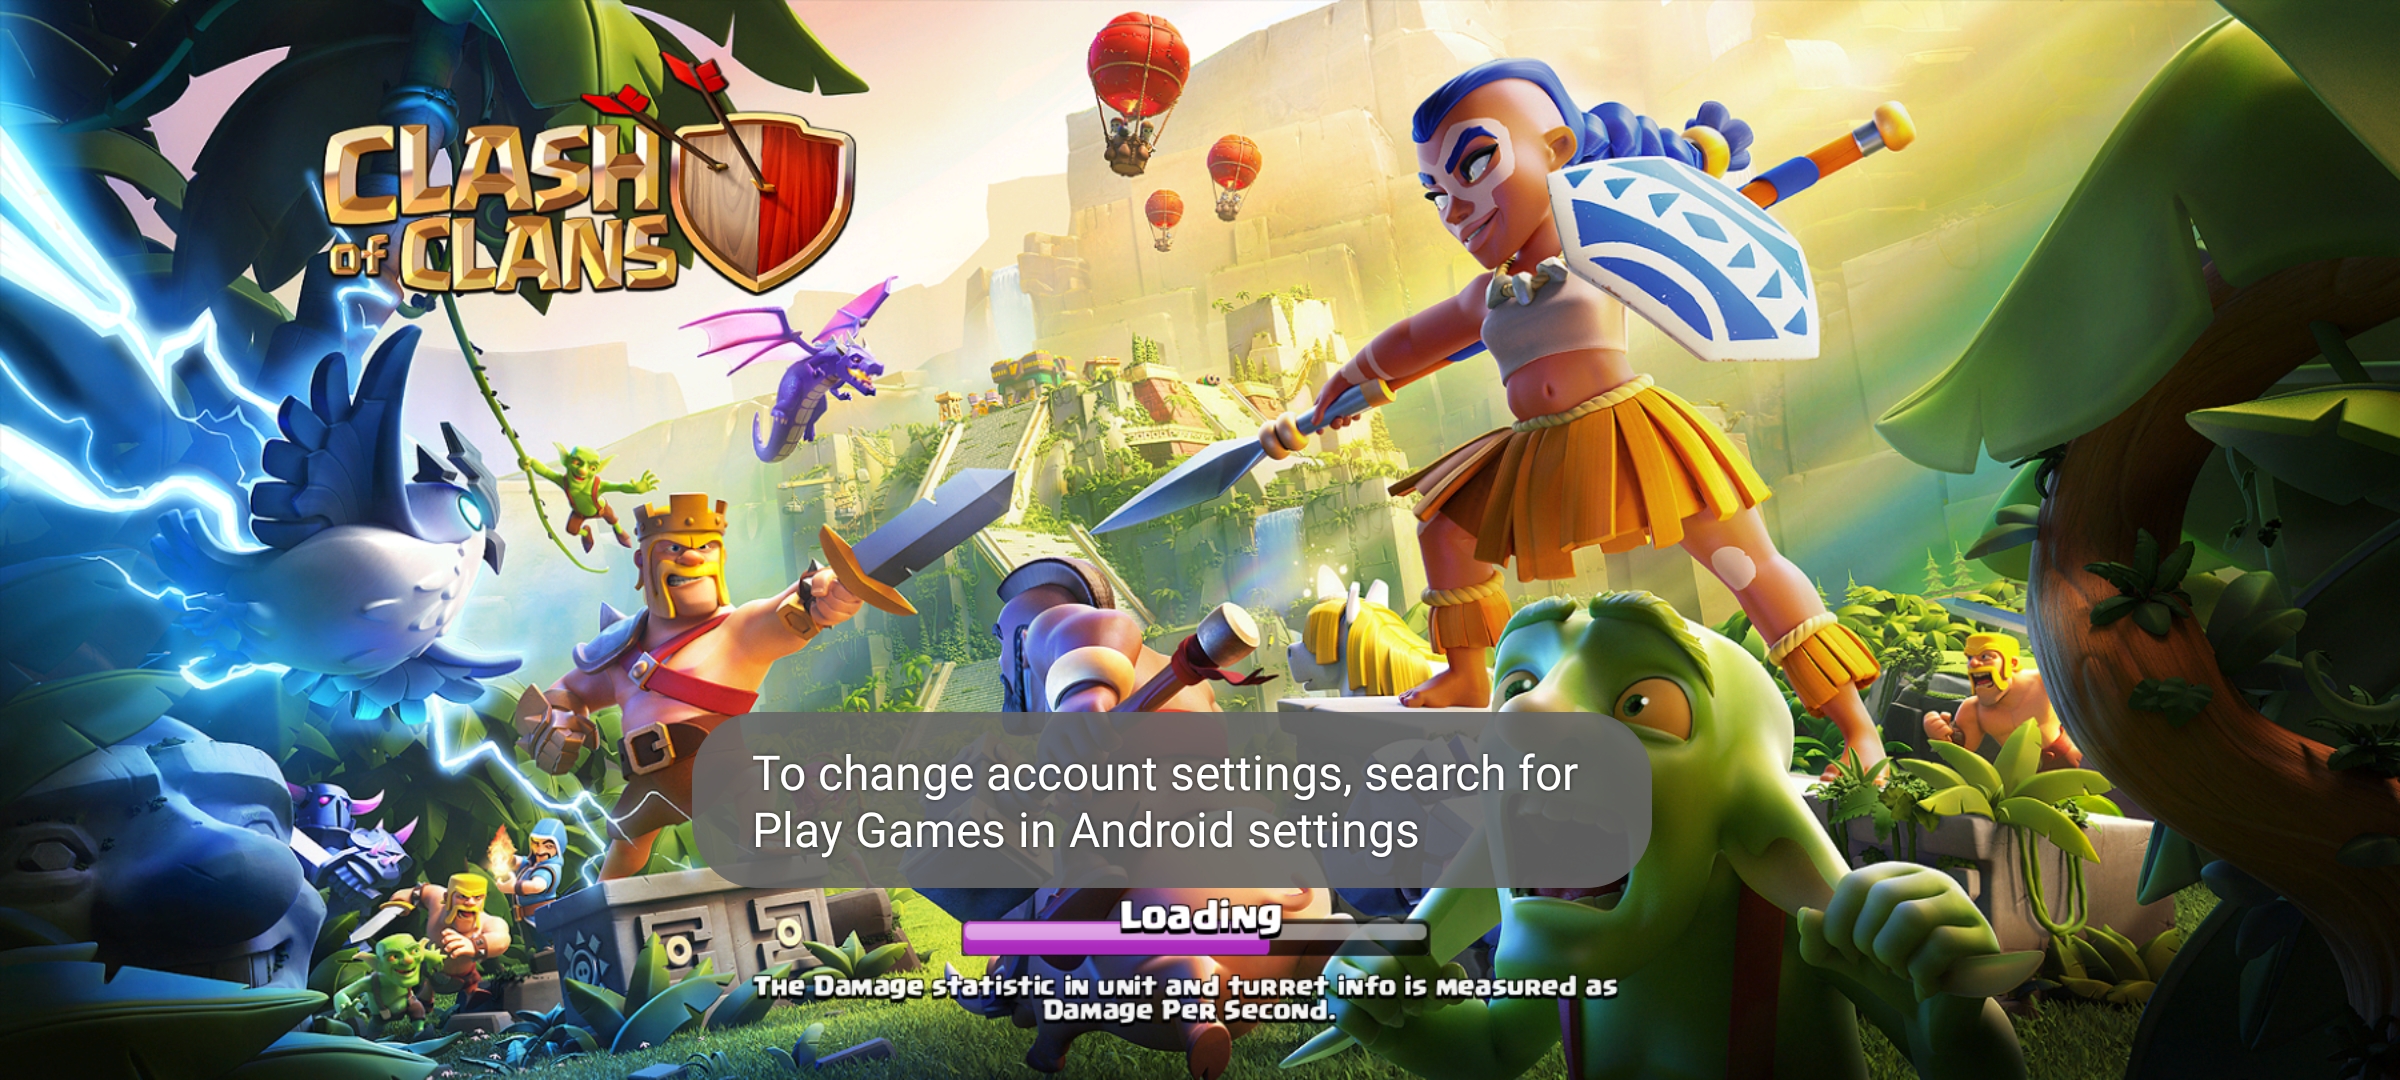 CLASH
OF CLANS
To change account settings, search for
Play Games in Android settings
Loading
The Damage statistic in unit and turret info is measured as
Damage Per Second.